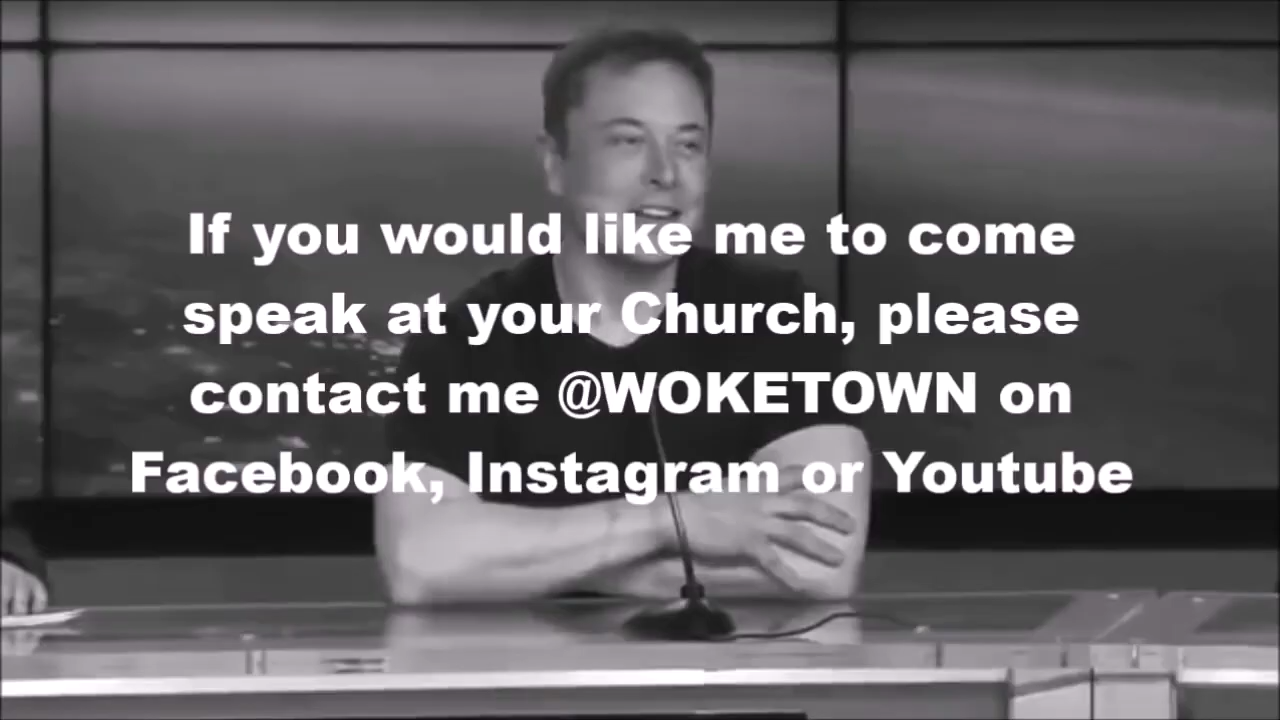 If you would like me to come
speak at your Church, please
contact me @WOKETOWN on
Facebook, Instagram or Youtube